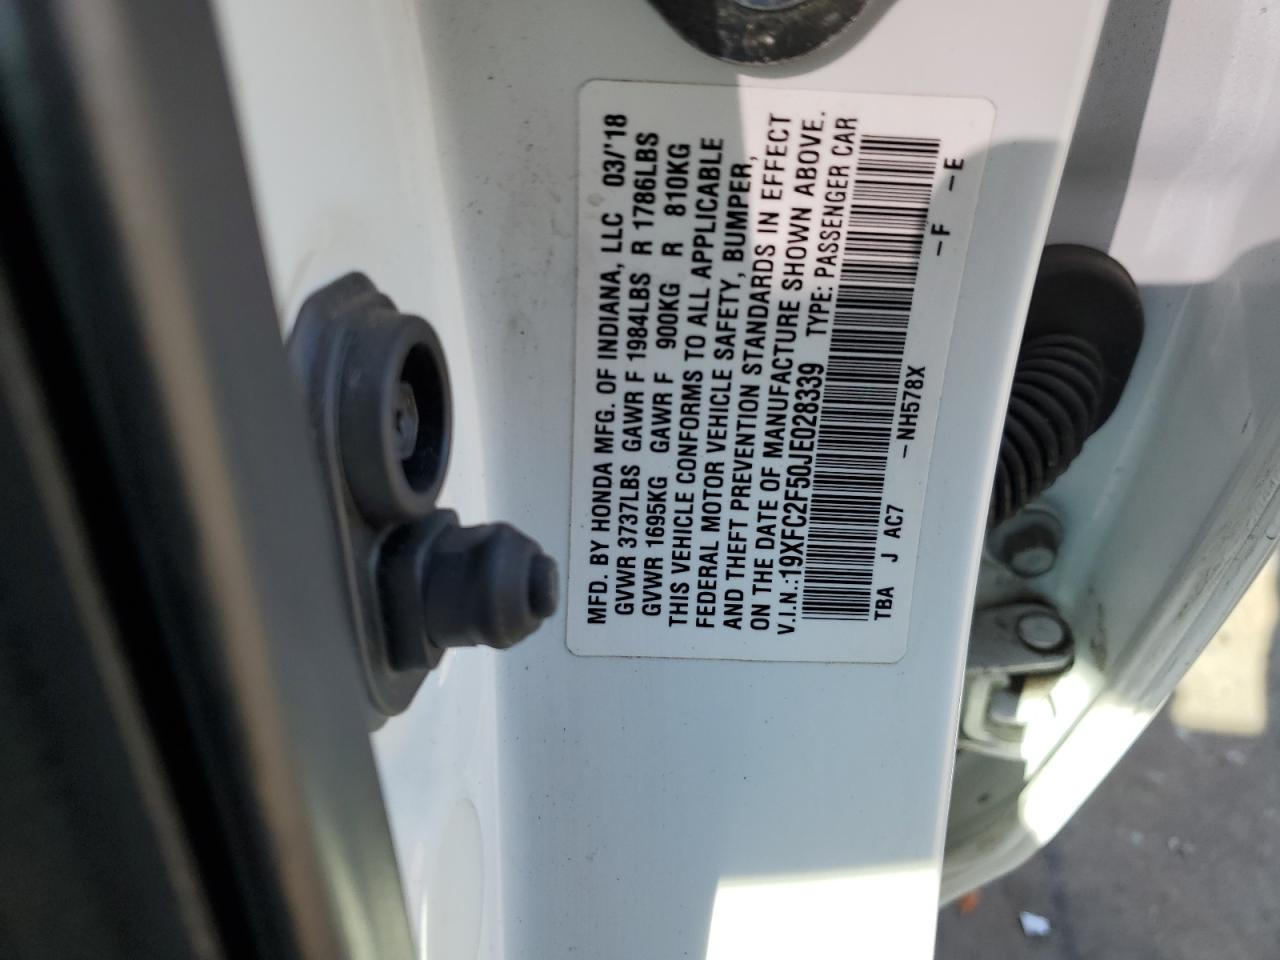 MFD. BY HONDA MFG. OF INDIANA, LLC 03/'18
GVWR 3737LBS GAWR F 1984LBS R 1786LBS
GVWR 1695KG GAWR F 900KG R 810KG
THIS VEHICLE CONFORMS TO ALL APPLICABLE
FEDERAL MOTOR VEHICLE SAFETY, BUMPER,
AND THEFT PREVENTION STANDARDS IN EFFECT
ON THE DATE OF MANUFACTURE SHOWN ABOVE.
V.I.N.:19XFC2F50JE028339 TYPE: PASSENGER CAR
TBA J AC7 -NH578X -F -E